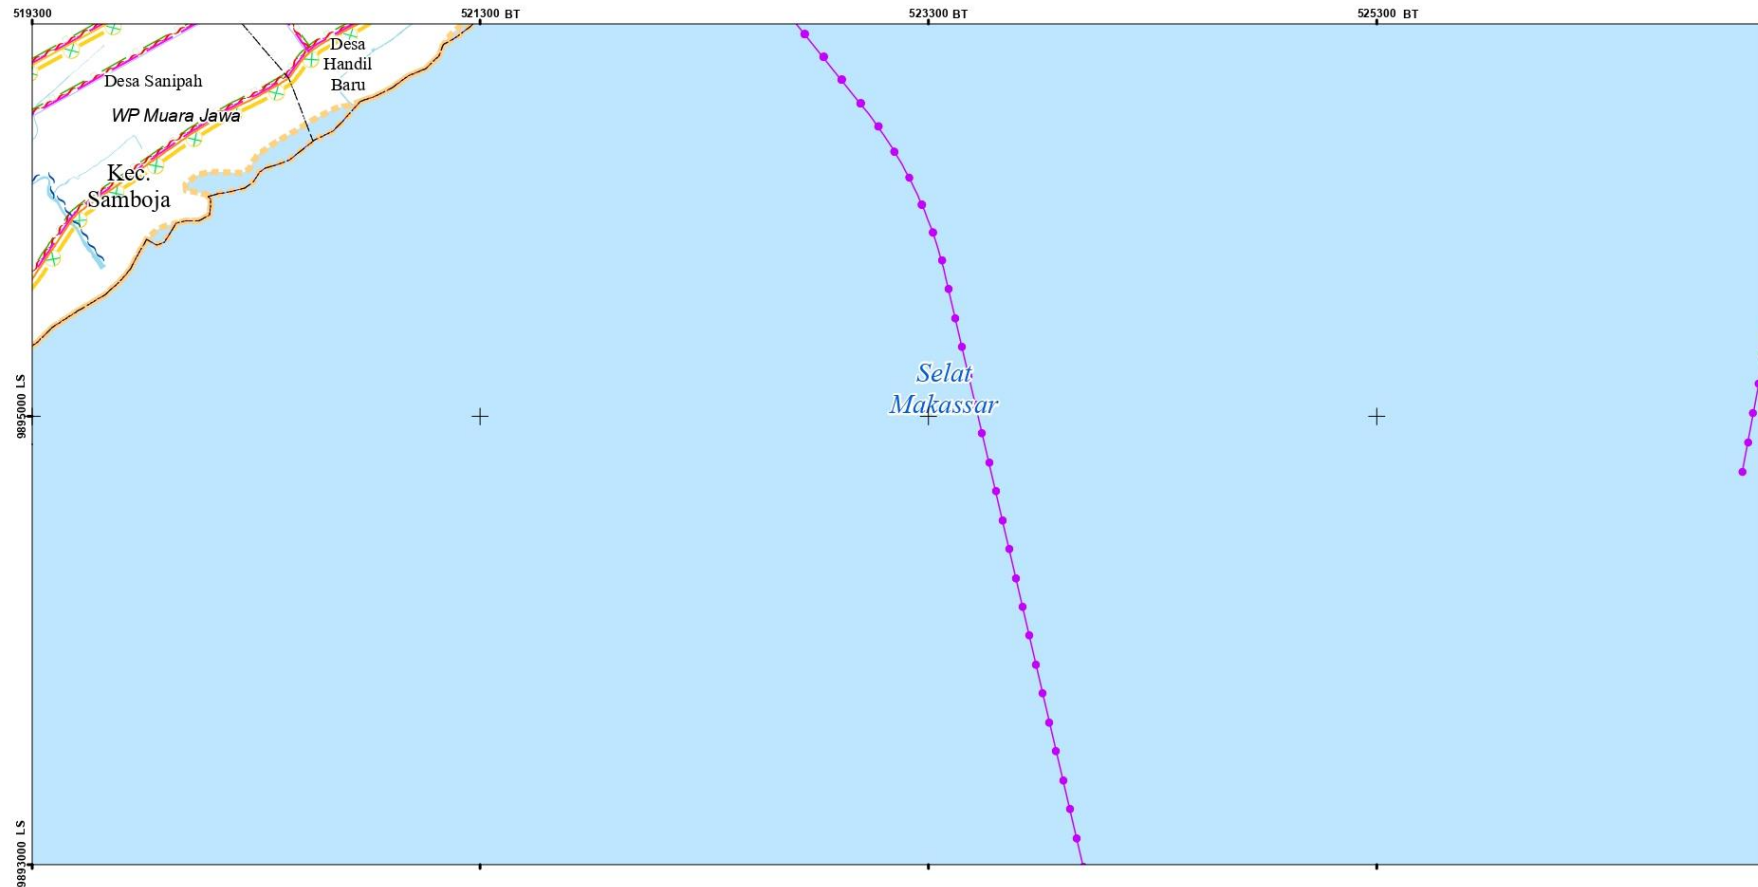 519300
521300 BT
523300 BT
525300 BT
Desa
Handil
Baru
Desa Sanipah
WP Muara Jawa
Kec.
Samboja
Selat
Makassar
9895000 LS
9893000 LS